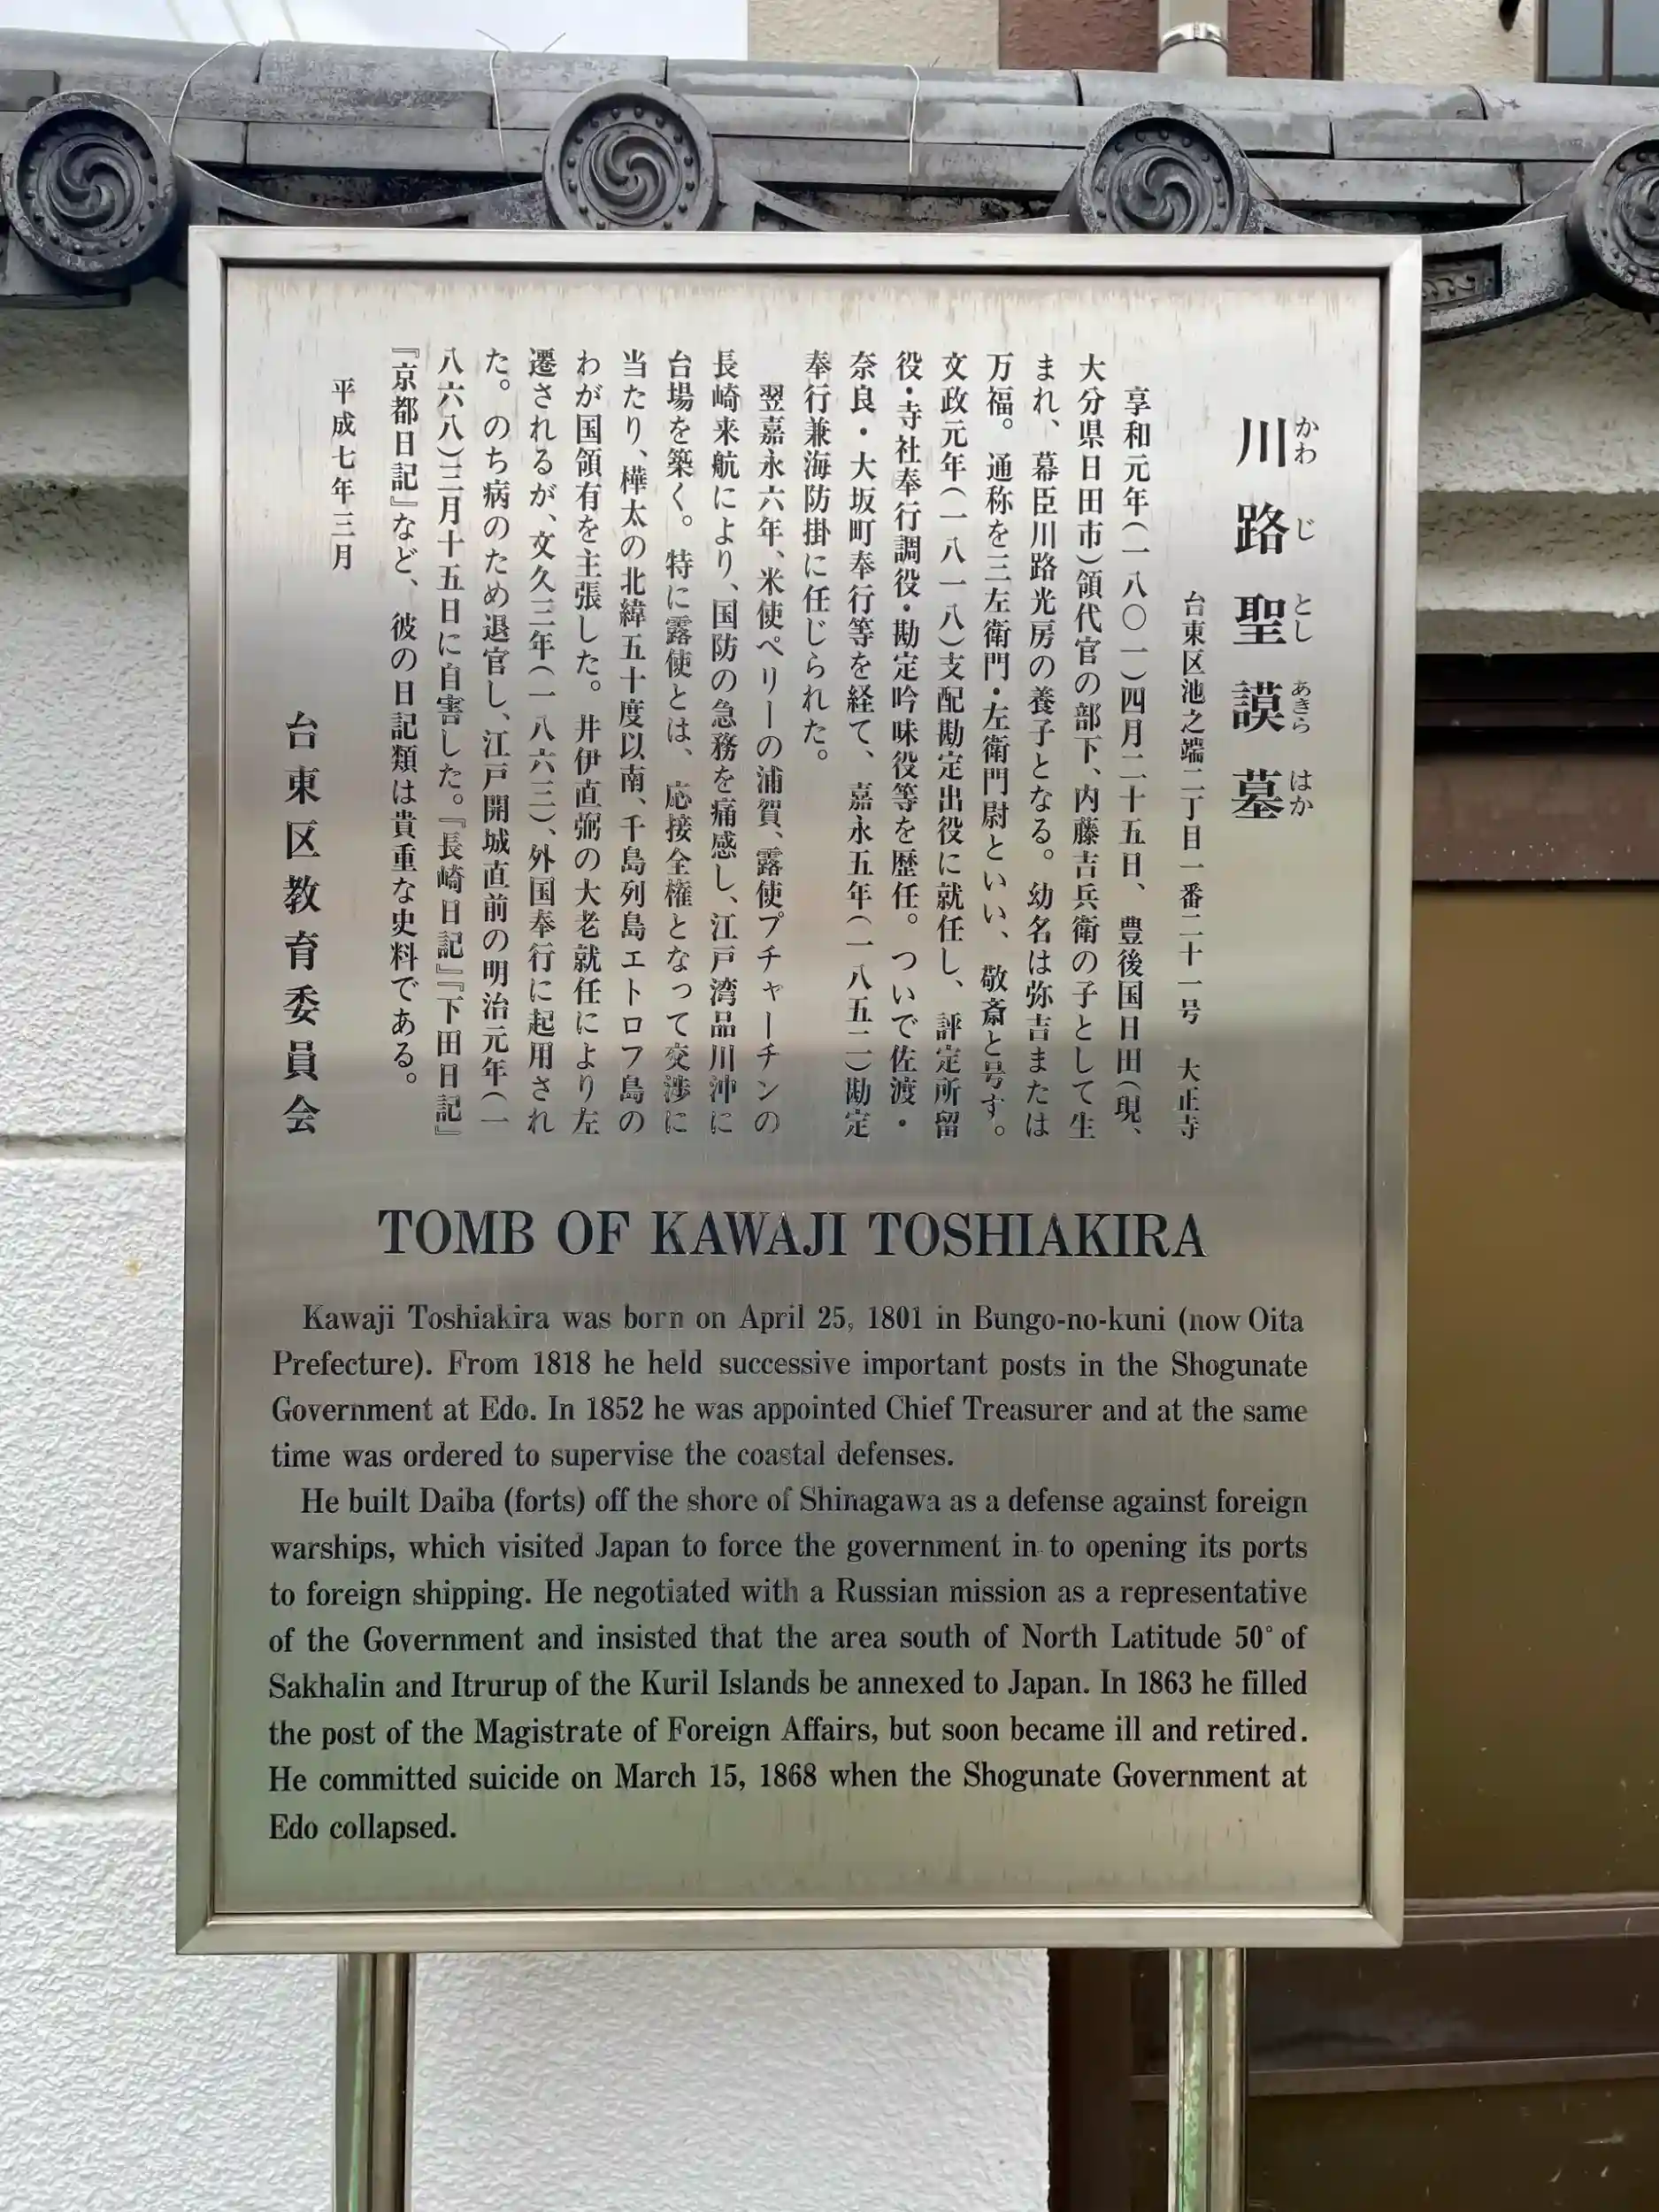 川路聖謨墓
かわじとしあきらはか
台東区池之端二丁目一番二十一号 大正寺
享和元年(一八〇一)四月二十五日、豊後国日田(現、
大分県日田市)領代官の部下、内藤吉兵衛の子として生
まれ、幕臣川路光房の養子となる。幼名は弥吉または
万福。通称を三左衛門・左衛門尉といい、敬斎と号す。
文政元年(一八一八)支配勘定出役に就任し、評定所留
役・寺社奉行調役・勘定吟味役等を歴任。ついで佐渡・
奈良・大坂町奉行等を経て、嘉永五年(一八五二)勘定
奉行兼海防掛に任じられた。
翌嘉永六年、米使ペリーの浦賀、露使プチャーチンの
長崎来航により、国防の急務を痛感し、江戸湾品川沖に
台場を築く。特に露使とは、応接全権となって交渉に
当たり、樺太の北緯五十度以南、千島列島エトロフ島の
わが国領有を主張した。井伊直弼の大老就任により左
遷されるが、文久三年(一八六三)、外国奉行に起用され
た。のち病のため退官し、江戸開城直前の明治元年(一
八六八)三月十五日に自害した。『長崎日記』『下田日記』
『京都日記』など、彼の日記類は貴重な史料である。
平成七年三月
台東区教育委員会
TOMB OF KAWAJI TOSHIAKIRA
Kawaji Toshiakira was born on April 25, 1801 in Bungo-no-kuni (now Oita
Prefecture). From 1818 he held successive important posts in the Shogunate
Government at Edo. In 1852 he was appointed Chief Treasurer and at the same
time was ordered to supervise the coastal defenses.
He built Daiba (forts) off the shore of Shinagawa as a defense against foreign
warships, which visited Japan to force the government in to opening its ports
to foreign shipping. He negotiated with a Russian mission as a representative
of the Government and insisted that the area south of North Latitude 50° of
Sakhalin and Itrurup of the Kuril Islands be annexed to Japan. In 1863 he filled
the post of the Magistrate of Foreign Affairs, but soon became ill and retired.
He committed suicide on March 15, 1868 when the Shogunate Government at
Edo collapsed.